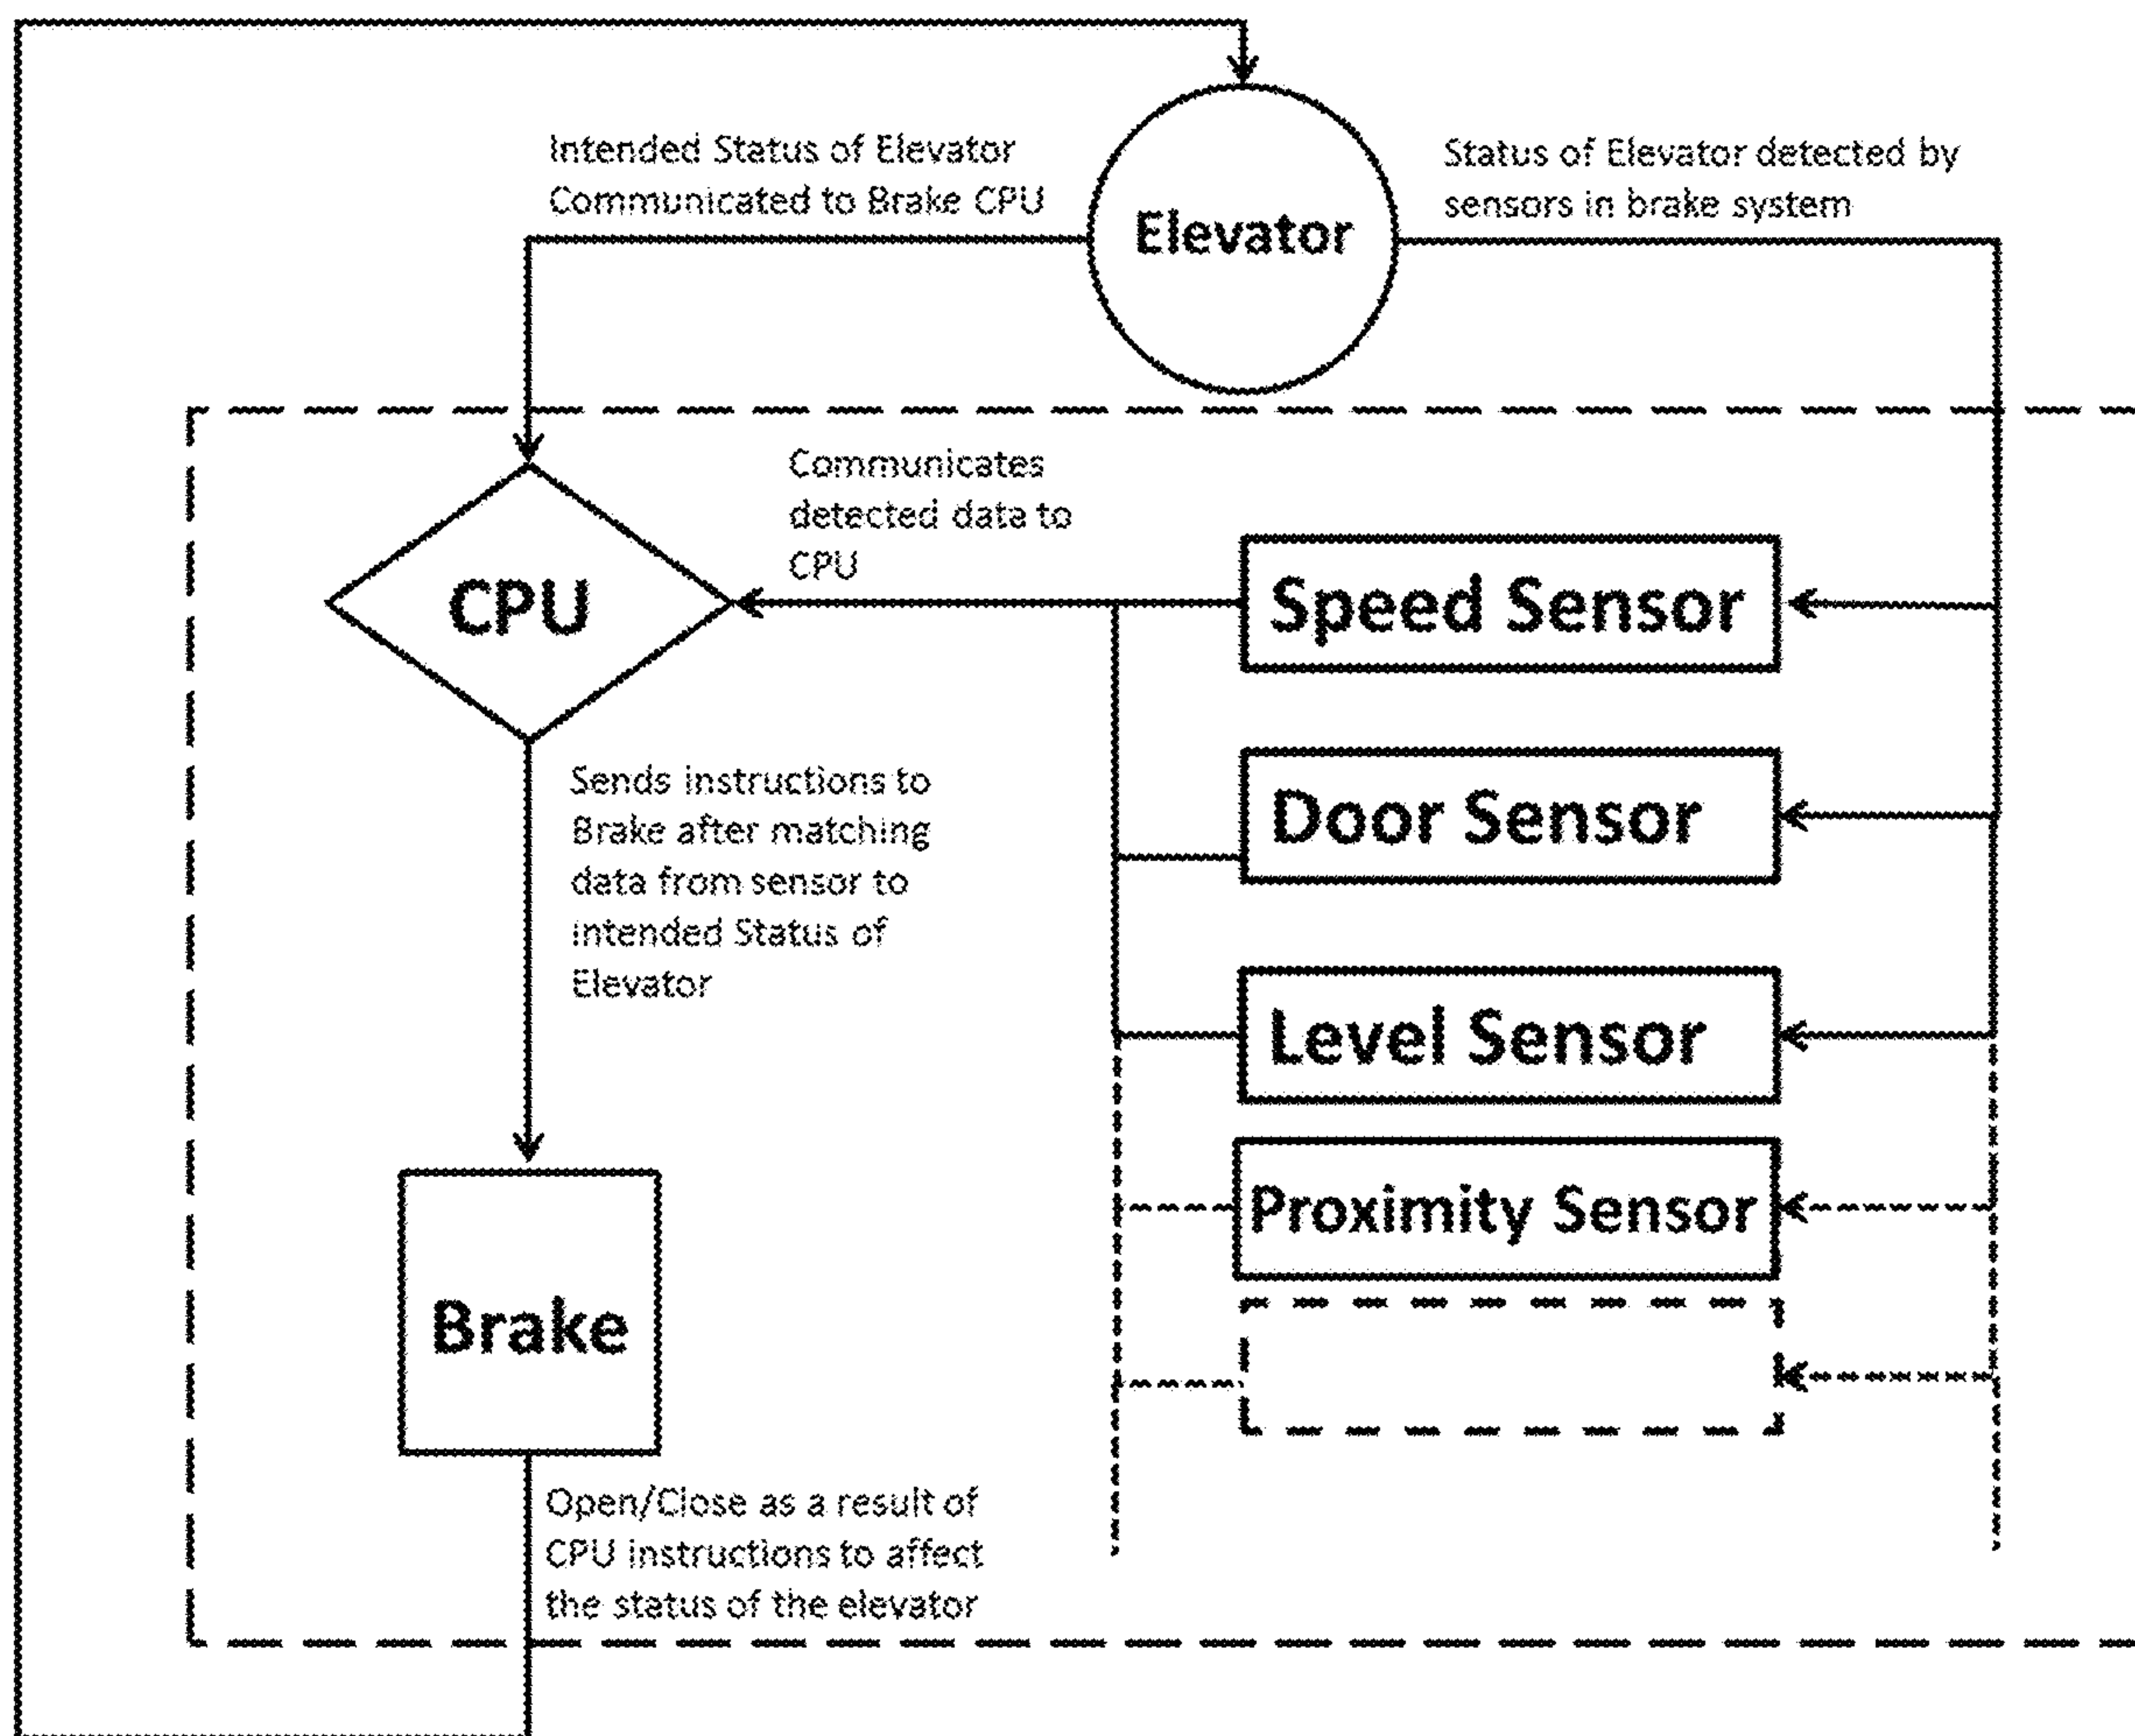 Intended Status of Elevator
Communicated to Brake CPU
Elevator
Status of Elevator detected by
sensors in brake system
Communicates
detected data to
CPU
CPU
Speed Sensor
Sends instructions to
Brake after matching
data from sensor to
intended Status of
Elevator
Door Sensor
Level Sensor
Proximity Sensor
Brake
Open/Close as a result of
CPU instructions to affect
the status of the elevator